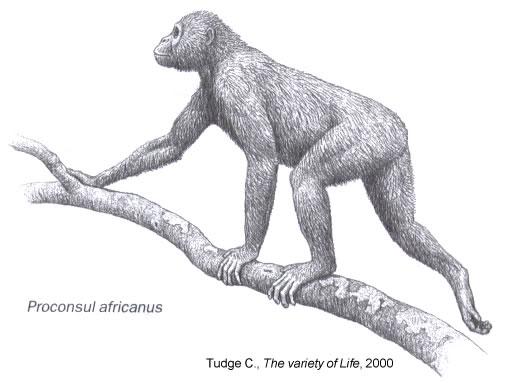 Proconsul africanus
Tudge C., The variety of Life, 2000